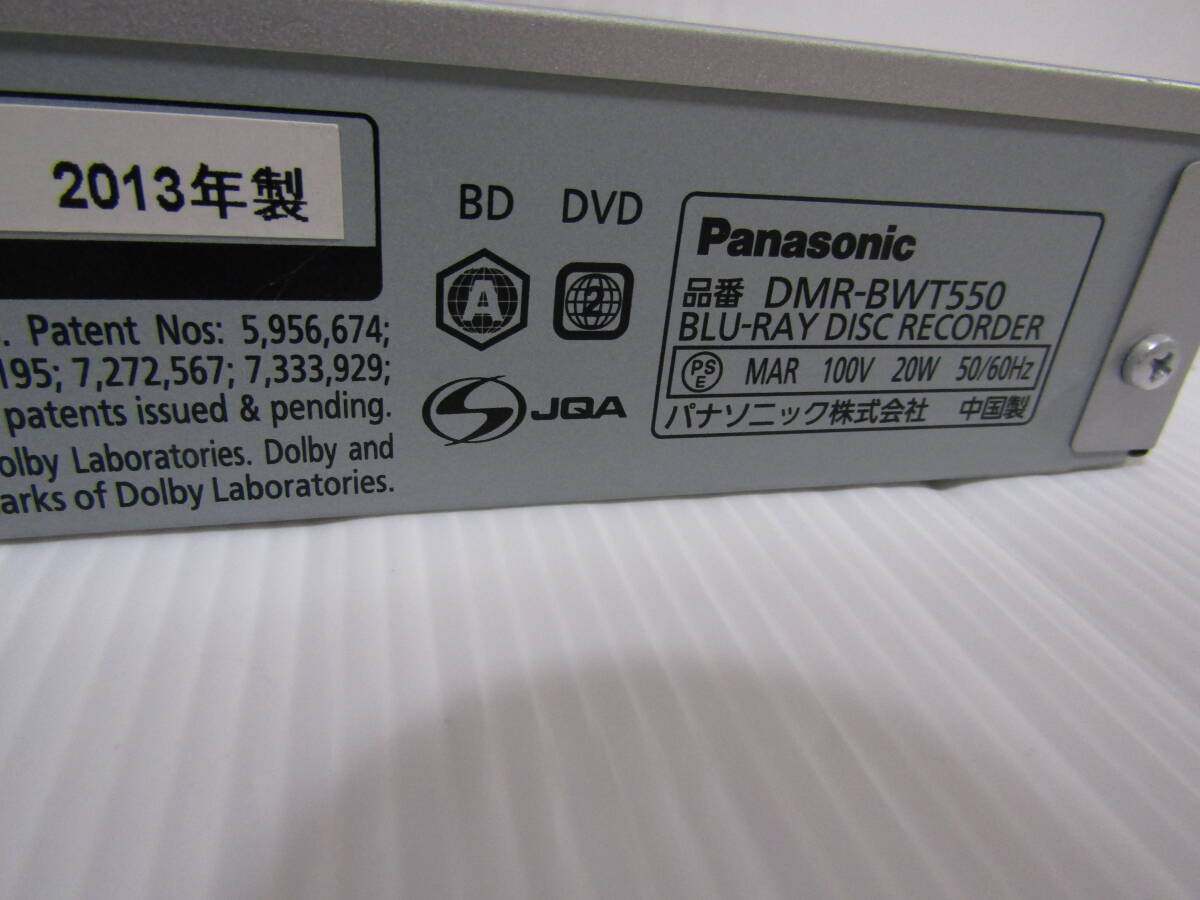 2013年製
. Patent Nos: 5,956,674;
195; 7,272,567; 7,333,929;
patents issued & pending.
olby Laboratories. Dolby and
arks of Dolby Laboratories.
BD DVD
A 2
JQA
Panasonic
品番 DMR-BWT550
BLU-RAY DISC RECORDER
PSE MAR 100V 20W 50/60Hz
パナソニック株式会社 中国製